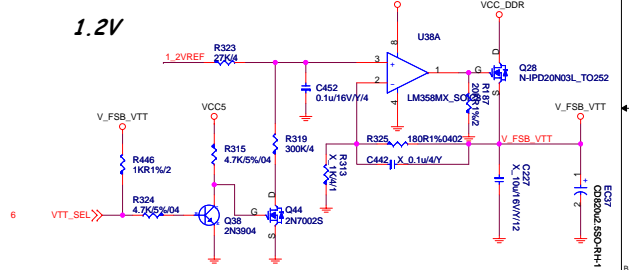 1.2V
VCC_DDR
U38A
1_2VREF
R323
27K/4
8
3
+
2
-
1
4
LM358MX_SO
R187
G
D
S
Q28
N-IPD20N03L_TO252
C452
0.1u/16V/Y/4
V_FSB_VTT
VCC5
V_FSB_VTT
R446
1KR1%/2
R315
4.7K/5%/04
R319
300K/4
R313
X_1K/4/1
R325
180R1%0402
V_FSB_VTT
C442
X_0.1u/4/Y
C227
X_10u/16V/Y/12
1
+
2
EC37
CD820u2.5SO-RH-1
6
VTT_SEL
R324
4.7K/5%/04
Q38
2N3904
G
D
S
Q44
2N7002S
B